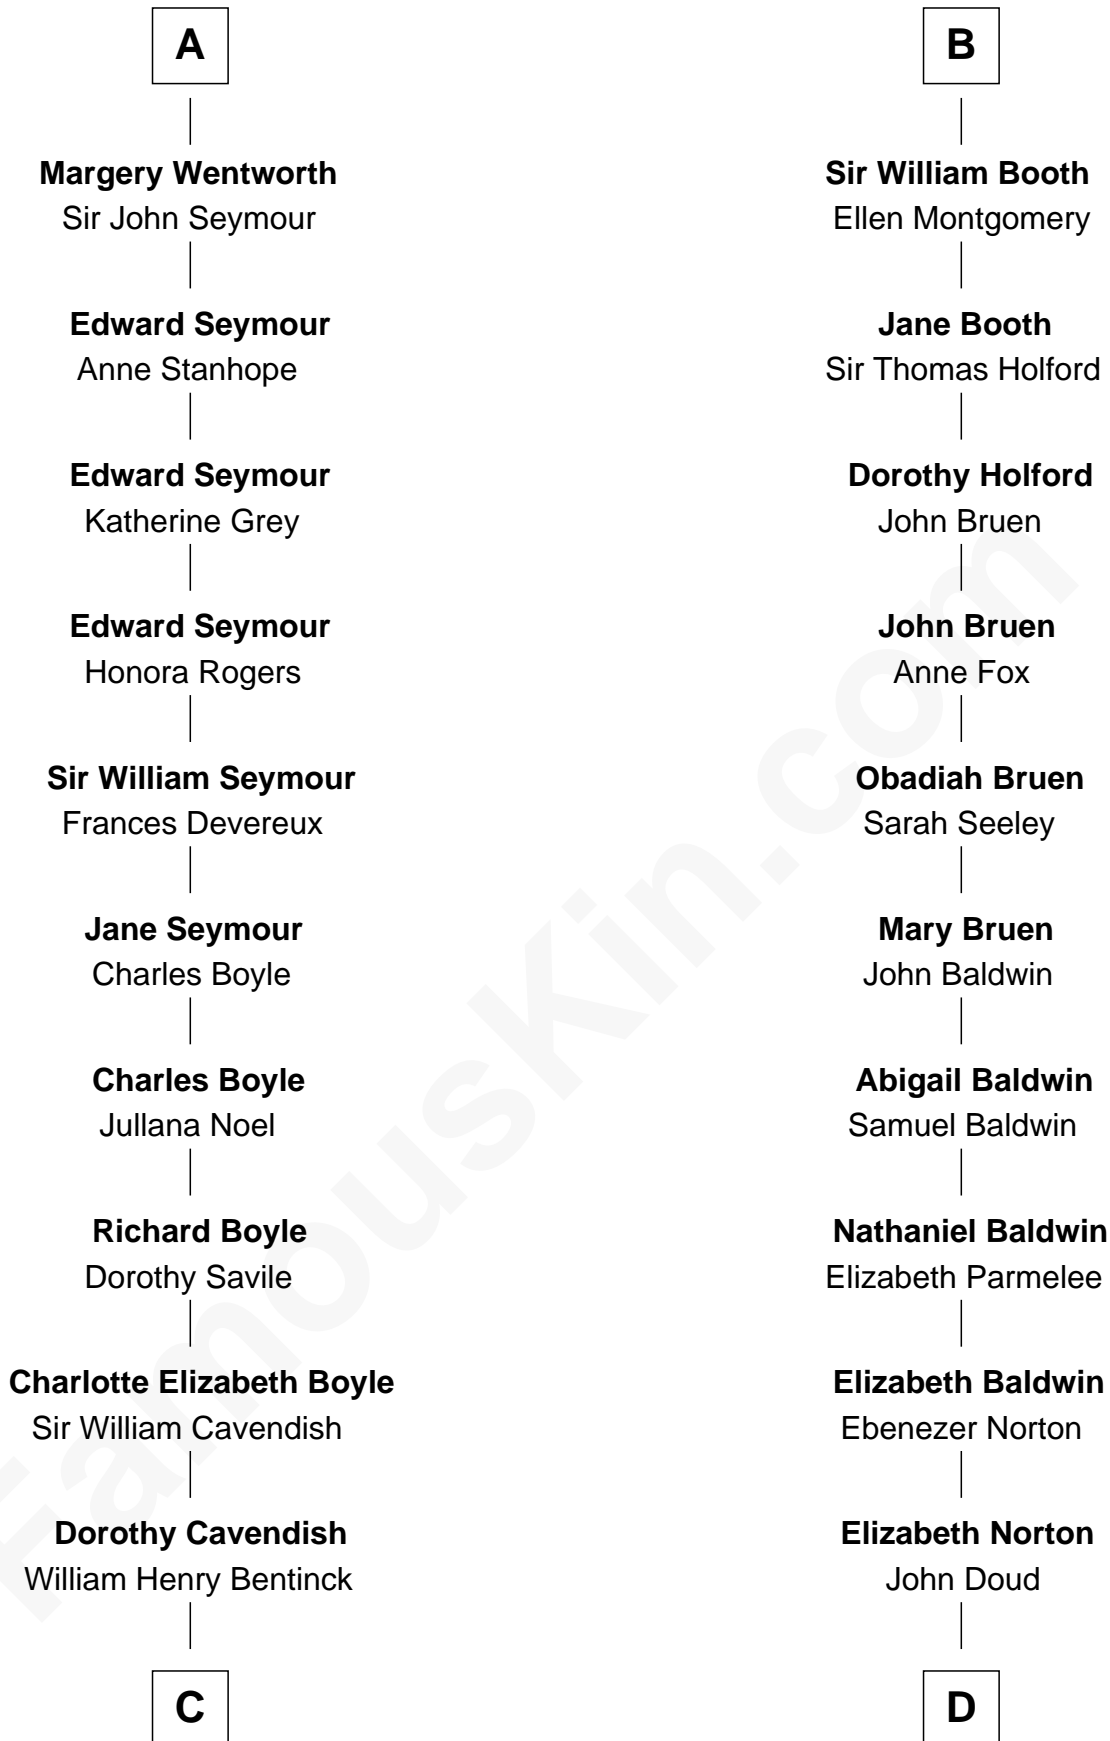 A
Margery Wentworth
Sir John Seymour
Edward Seymour
Anne Stanhope
Edward Seymour
Katherine Grey
Edward Seymour
Honora Rogers
Sir William Seymour
Frances Devereux
Jane Seymour
Charles Boyle
Charles Boyle
Jullana Noel
Richard Boyle
Dorothy Savile
Charlotte Elizabeth Boyle
Sir William Cavendish
Dorothy Cavendish
William Henry Bentinck
C
B
Sir William Booth
Ellen Montgomery
Jane Booth
Sir Thomas Holford
Dorothy Holford
John Bruen
John Bruen
Anne Fox
Obadiah Bruen
Sarah Seeley
Mary Bruen
John Baldwin
Abigail Baldwin
Samuel Baldwin
Nathaniel Baldwin
Elizabeth Parmelee
Elizabeth Baldwin
Ebenezer Norton
Elizabeth Norton
John Doud
D
FamousKin.com